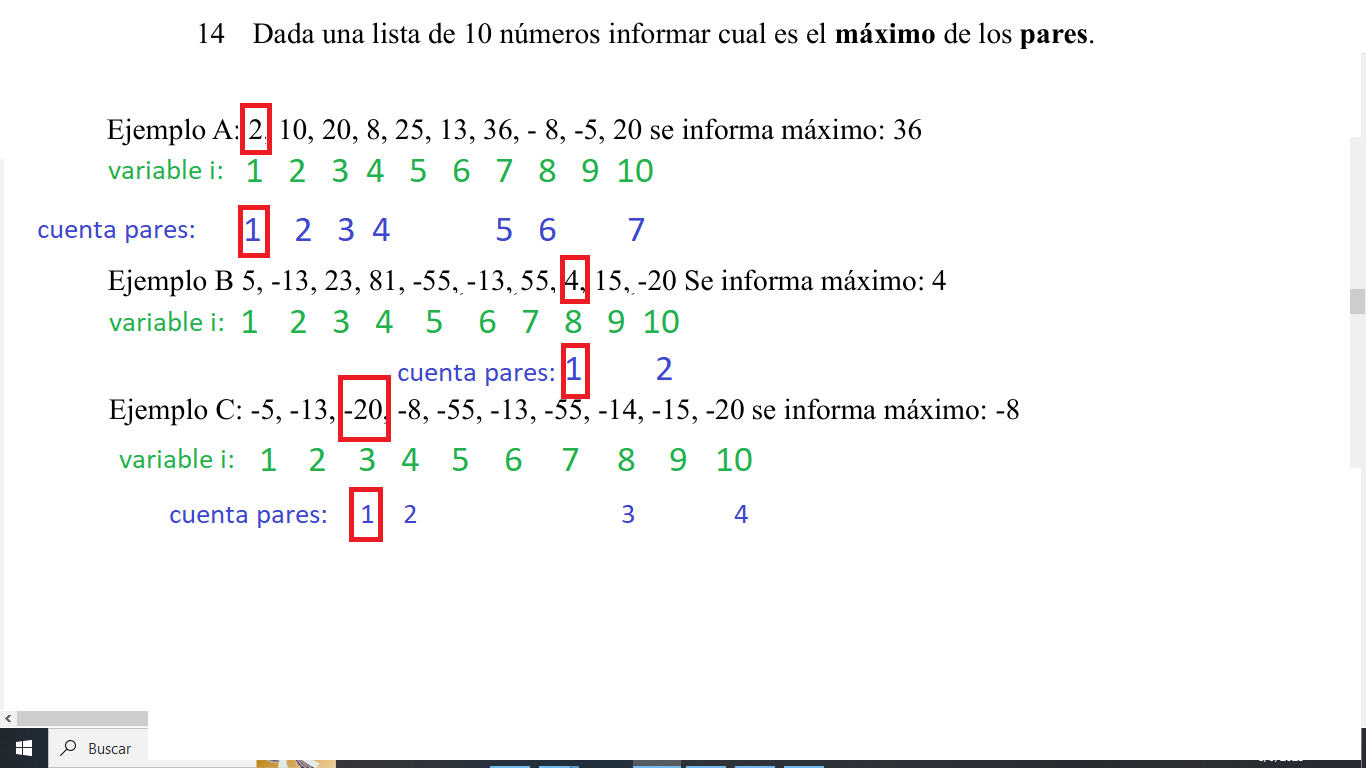 14 Dada una lista de 10 números informar cual es el máximo de los pares.
Ejemplo A: 2, 10, 20, 8, 25, 13, 36, - 8, -5, 20 se informa máximo: 36
variable i: 1 2 3 4 5 6 7 8 9 10
cuenta pares: 1 2 3 4 5 6 7
Ejemplo B 5, -13, 23, 81, -55, -13, 55, 4, 15, -20 Se informa máximo: 4
variable i: 1 2 3 4 5 6 7 8 9 10
cuenta pares: 1 2
Ejemplo C: -5, -13, -20, -8, -55, -13, -55, -14, -15, -20 se informa máximo: -8
variable i: 1 2 3 4 5 6 7 8 9 10
cuenta pares: 1 2 3 4
Buscar